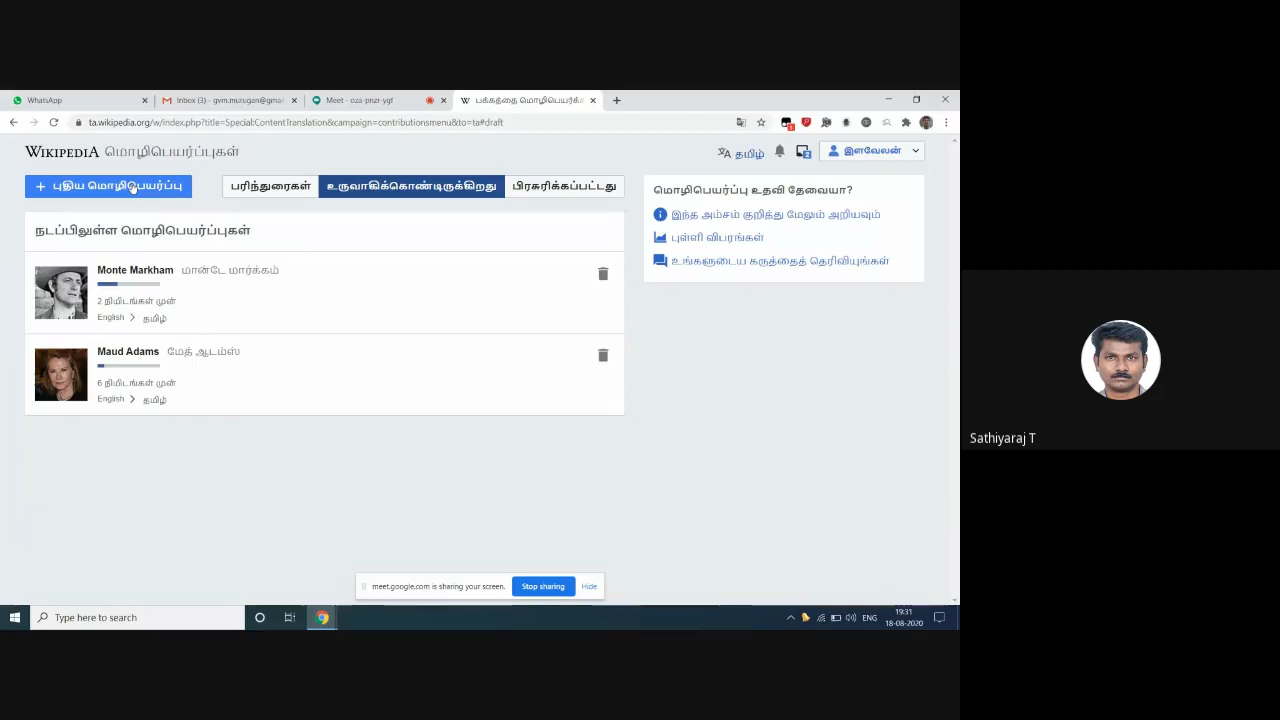 WhatsApp
Inbox (3) - gvm.murugan@gmai
Meet - oza-pnzr-ygf
பக்கத்தை மொழிபெயர்க்க
ta.wikipedia.org/w/index.php?title=Special:ContentTranslation&campaign=contributionsmenu&to=ta#draft
WIKIPEDIA மொழிபெயர்ப்புகள்
தமிழ்
2
இளவேலன்
+ புதிய மொழிபெயர்ப்பு
பரிந்துரைகள்
உருவாகிக்கொண்டிருக்கிறது
பிரசுரிக்கப்பட்டது
மொழிபெயர்ப்பு உதவி தேவையா?
இந்த அம்சம் குறித்து மேலும் அறியவும்
புள்ளி விபரங்கள்
உங்களுடைய கருத்தைத் தெரிவியுங்கள்
நடப்பிலுள்ள மொழிபெயர்ப்புகள்
Monte Markham மான்டே மார்க்கம்
2 நியிடங்கள் முன்
English > தமிழ்
Maud Adams மேத் ஆடம்ஸ்
6 நியிடங்கள் முன்
English > தமிழ்
Sathiyaraj T
meet.google.com is sharing your screen.
Stop sharing
Hide
Type here to search
ENG
19:31
18-08-2020